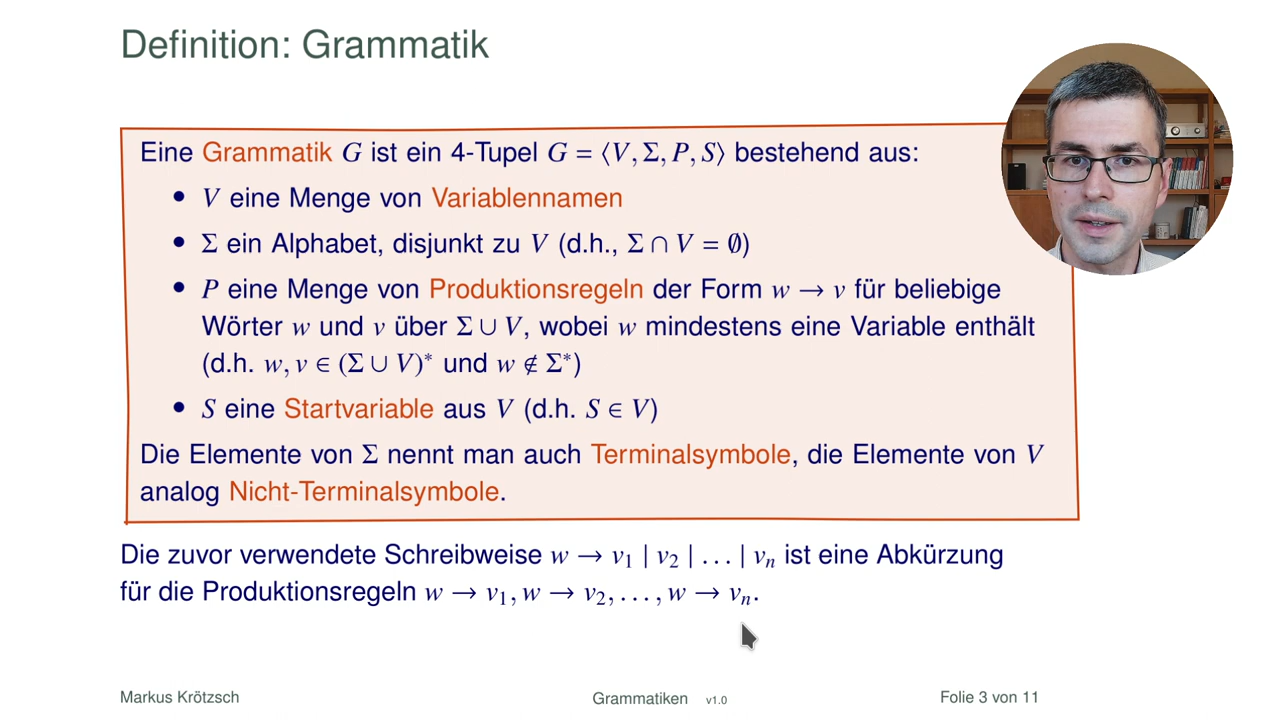 Definition: Grammatik
Eine Grammatik G ist ein 4-Tupel G = ⟨V, Σ, P, S⟩ bestehend aus:
• V eine Menge von Variablennamen
• Σ ein Alphabet, disjunkt zu V (d.h., Σ ∩ V = ∅)
• P eine Menge von Produktionsregeln der Form w → v für beliebige
Wörter w und v über Σ ∪ V, wobei w mindestens eine Variable enthält
(d.h. w, v ∈ (Σ ∪ V)* und w ∉ Σ*)
• S eine Startvariable aus V (d.h. S ∈ V)
Die Elemente von Σ nennt man auch Terminalsymbole, die Elemente von V
analog Nicht-Terminalsymbole.
Die zuvor verwendete Schreibweise w → v₁ | v₂ | . . . | vₙ ist eine Abkürzung
für die Produktionsregeln w → v₁, w → v₂, . . . , w → vₙ.
Markus Krötzsch Grammatiken v1.0 Folie 3 von 11